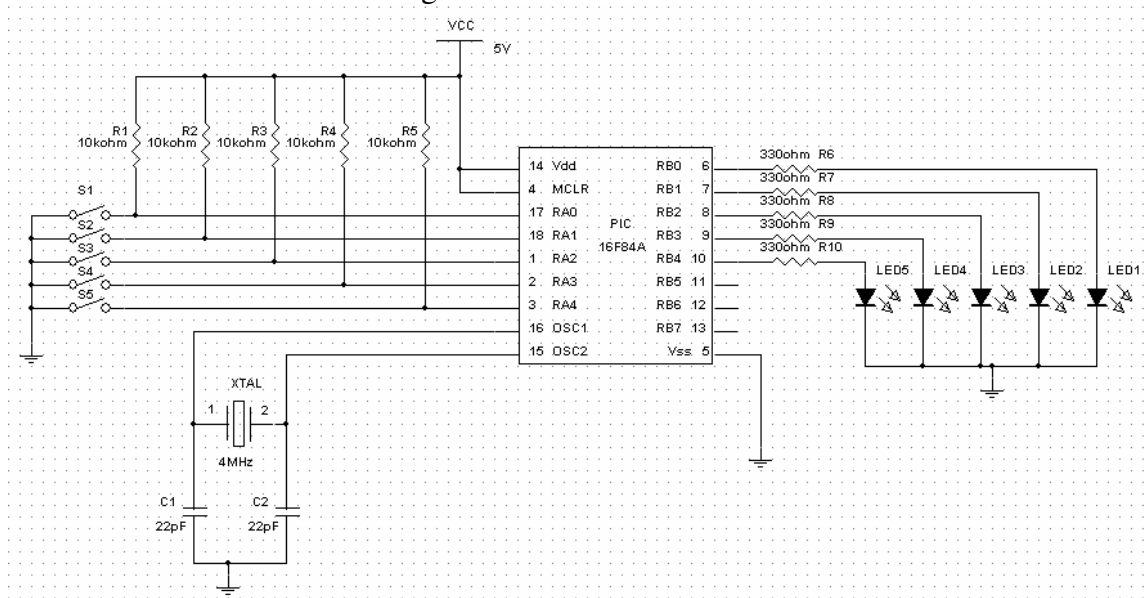 VCC
5V
R1 R2 R3 R4 R5
10kohm 10kohm 10kohm 10kohm 10kohm
S1
S2
S3
S4
S5
14 Vdd
4 MCLR
17 RA0
18 RA1
1 RA2
2 RA3
3 RA4
16 OSC1
15 OSC2
PIC
16F84A
RB0 6
RB1 7
RB2 8
RB3 9
RB4 10
RB5 11
RB6 12
RB7 13
Vss 5
330ohm R6
330ohm R7
330ohm R8
330ohm R9
330ohm R10
LED5 LED4 LED3 LED2 LED1
XTAL
1 2
4MHz
C1 C2
22pF 22pF